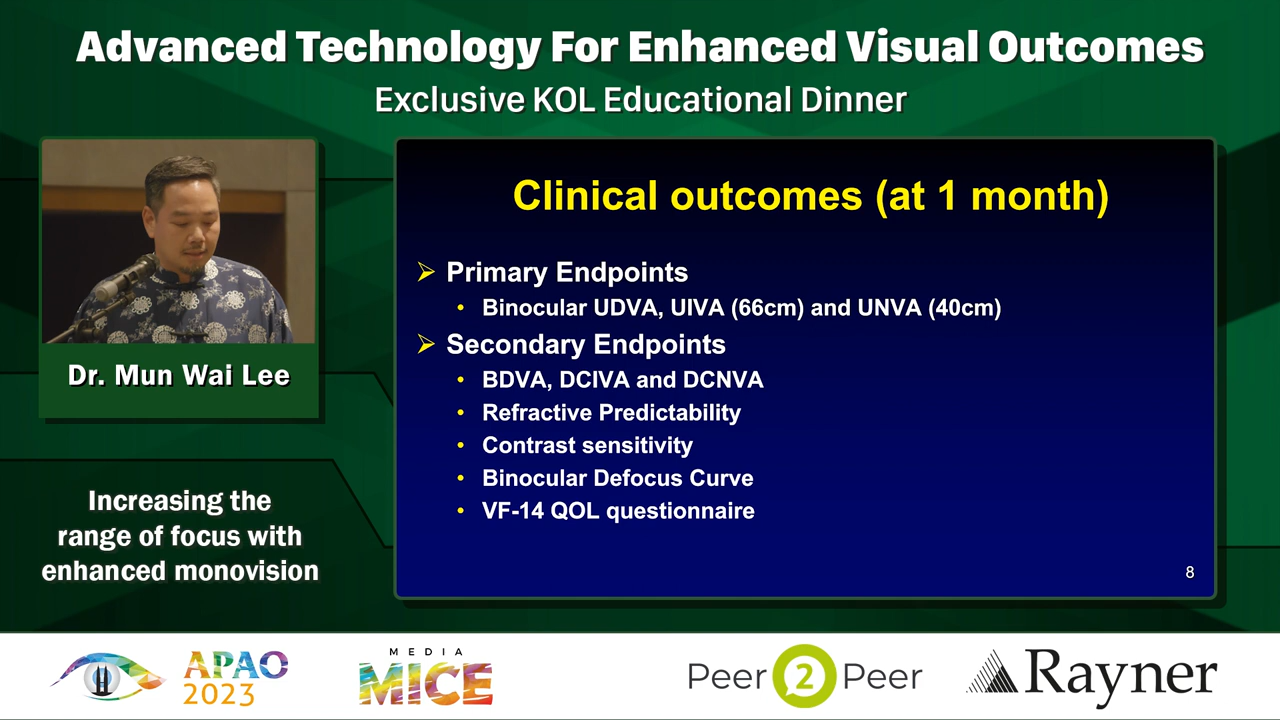 Advanced Technology For Enhanced Visual Outcomes
Exclusive KOL Educational Dinner
Dr. Mun Wai Lee
Increasing the
range of focus with
enhanced monovision
Clinical outcomes (at 1 month)
Primary Endpoints
Binocular UDVA, UIVA (66cm) and UNVA (40cm)
Secondary Endpoints
BDVA, DCIVA and DCNVA
Refractive Predictability
Contrast sensitivity
Binocular Defocus Curve
VF-14 QOL questionnaire
8
APAO
2023
MEDIA
MICE
Peer 2 Peer
Rayner